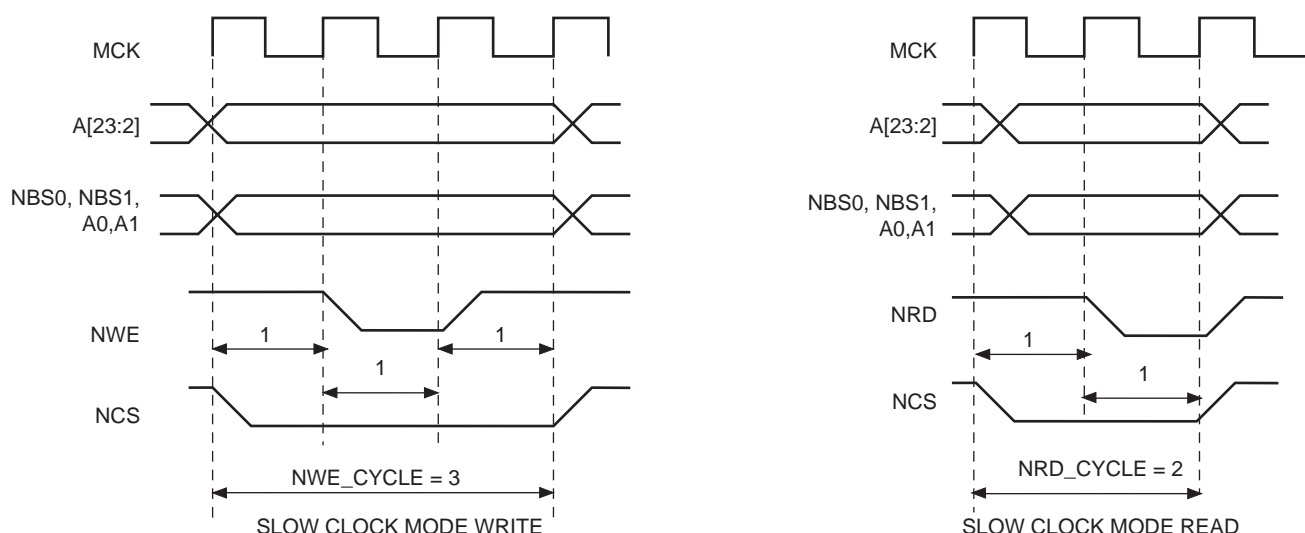 MCK
A[23:2]
NBS0, NBS1,
A0,A1
NWE
1
1
1
NCS
NWE_CYCLE = 3
SLOW CLOCK MODE WRITE
MCK
A[23:2]
NBS0, NBS1,
A0,A1
NRD
1
1
NCS
NRD_CYCLE = 2
SLOW CLOCK MODE READ